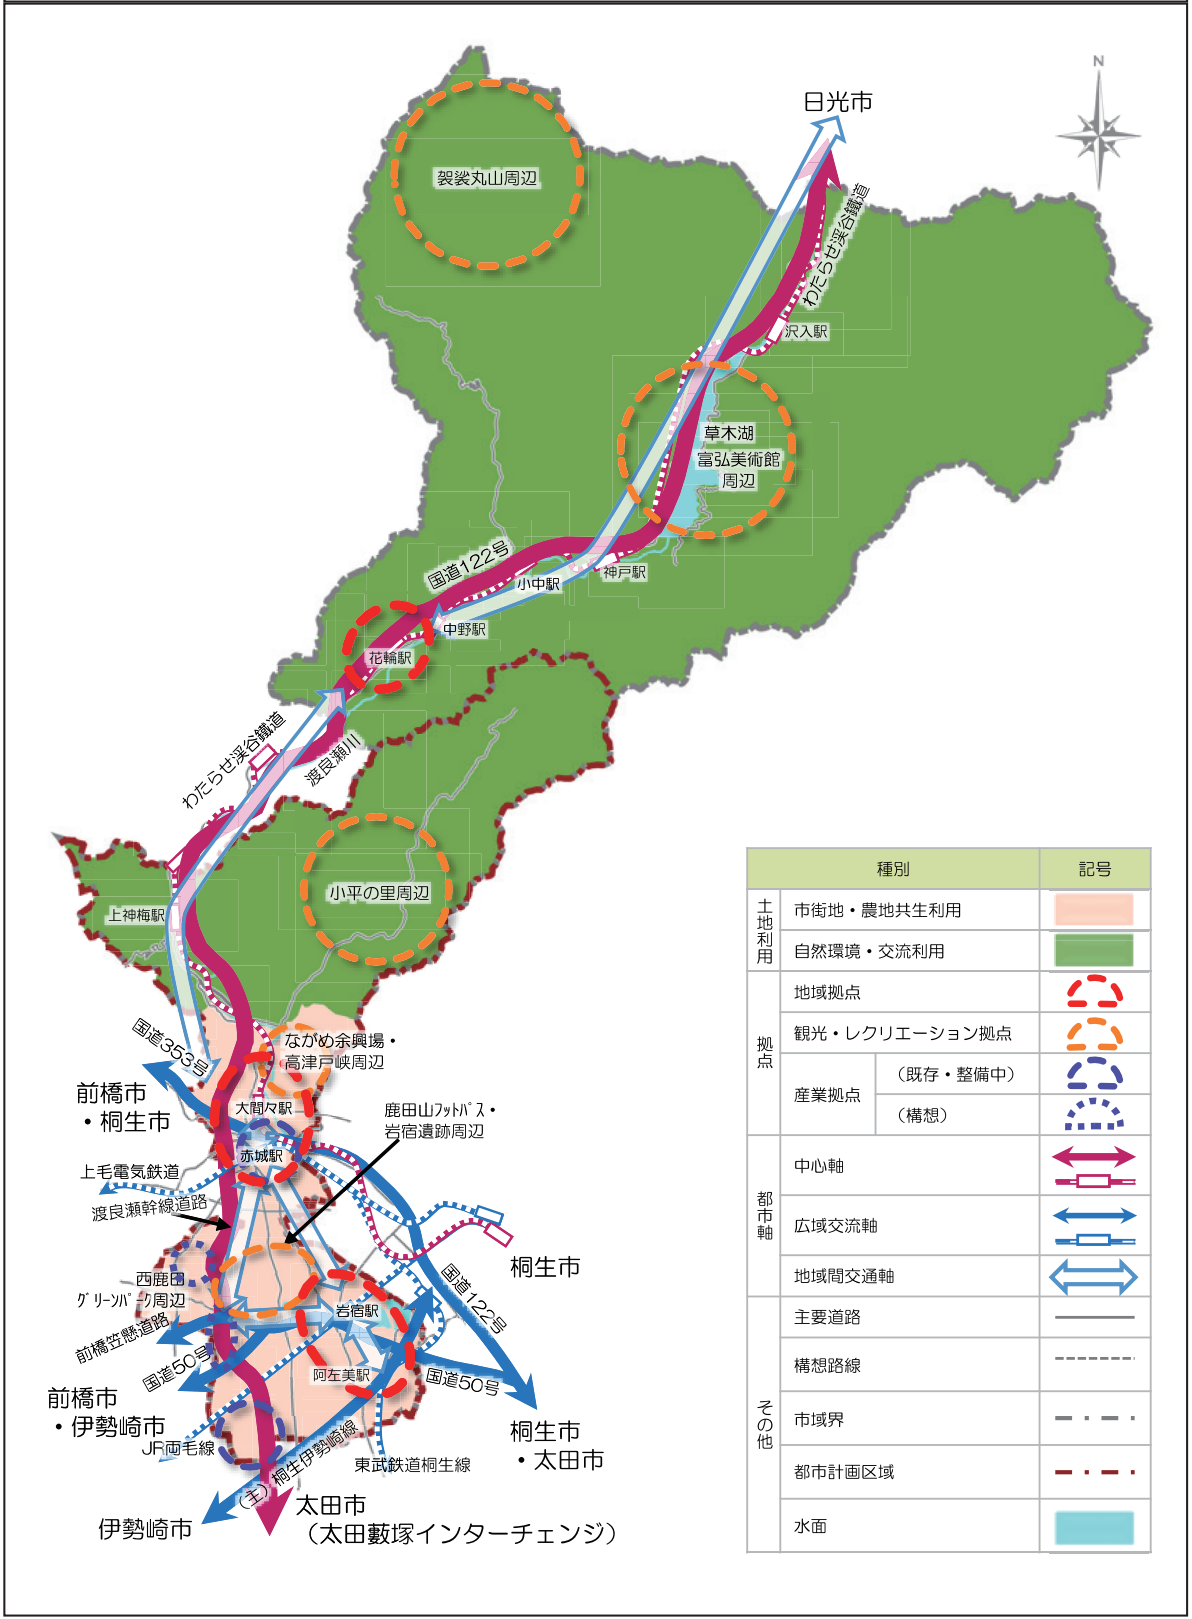 N
日光市
袈裟丸山周辺
わたらせ渓谷鐵道
沢入駅
草木湖
富弘美術館
周辺
国道122号
神戸駅
小中駅
中野駅
花輪駅
わたらせ渓谷鐵道
渡良瀬川
小平の里周辺
上神梅駅
国道353号
ながめ余興場・
高津戸峡周辺
前橋市
・桐生市
大間々駅
鹿田山フットパス・
岩宿遺跡周辺
赤城駅
上毛電気鉄道
渡良瀬幹線道路
桐生市
西鹿田
グリーンパーク周辺
国道122号
岩宿駅
前橋笠懸道路
国道50号
阿左美駅
国道50号
前橋市
・伊勢崎市
桐生市
・太田市
JR両毛線
(主)桐生伊勢崎線
東武鉄道桐生線
太田市
(太田藪塚インターチェンジ)
伊勢崎市
種別
記号
土地利用
市街地・農地共生利用
自然環境・交流利用
拠点
地域拠点
観光・レクリエーション拠点
産業拠点
(既存・整備中)
(構想)
都市軸
中心軸
広域交流軸
地域間交通軸
その他
主要道路
構想路線
市域界
都市計画区域
水面